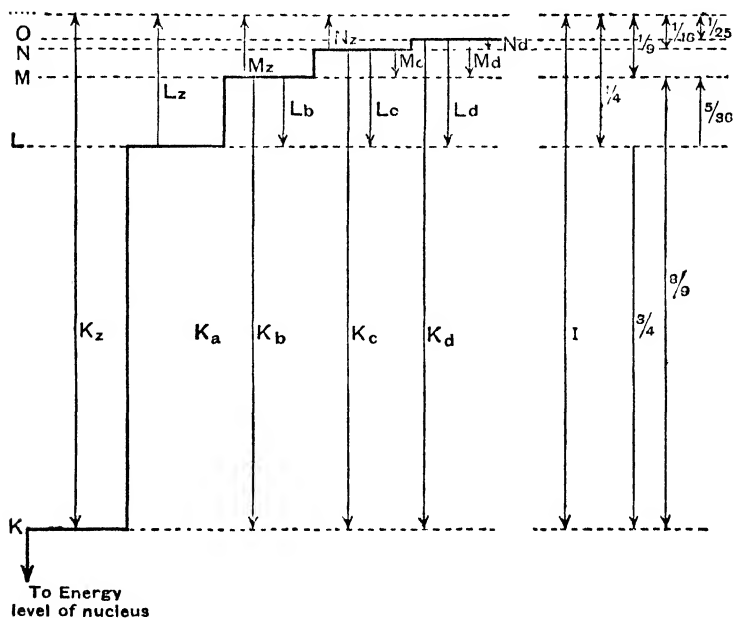 O
N
M
L
K
Nz
Nd
Mz
Mc
Md
Lz
Lb
Lc
Ld
Kz
Ka
Kb
Kc
Kd
I
1/4
1/9
1/16
1/25
5/36
3/4
8/9
To Energy
level of nucleus